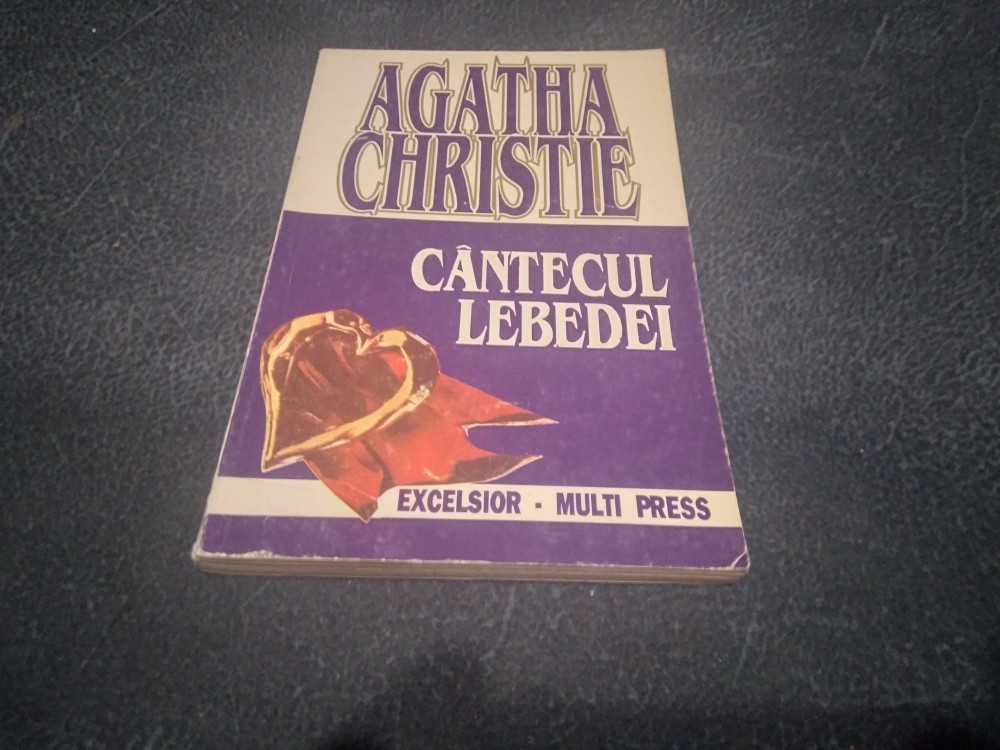 AGATHA
CHRISTIE
CÂNTECUL
LEBEDEI
EXCELSIOR - MULTI PRESS